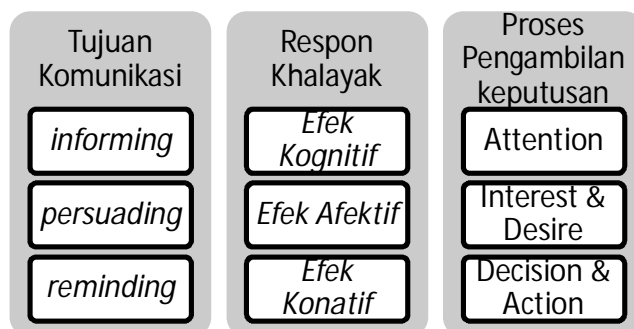 Tujuan
Komunikasi
informing
persuading
reminding
Respon
Khalayak
Efek
Kognitif
Efek Afektif
Efek
Konatif
Proses
Pengambilan
keputusan
Attention
Interest &
Desire
Decision &
Action